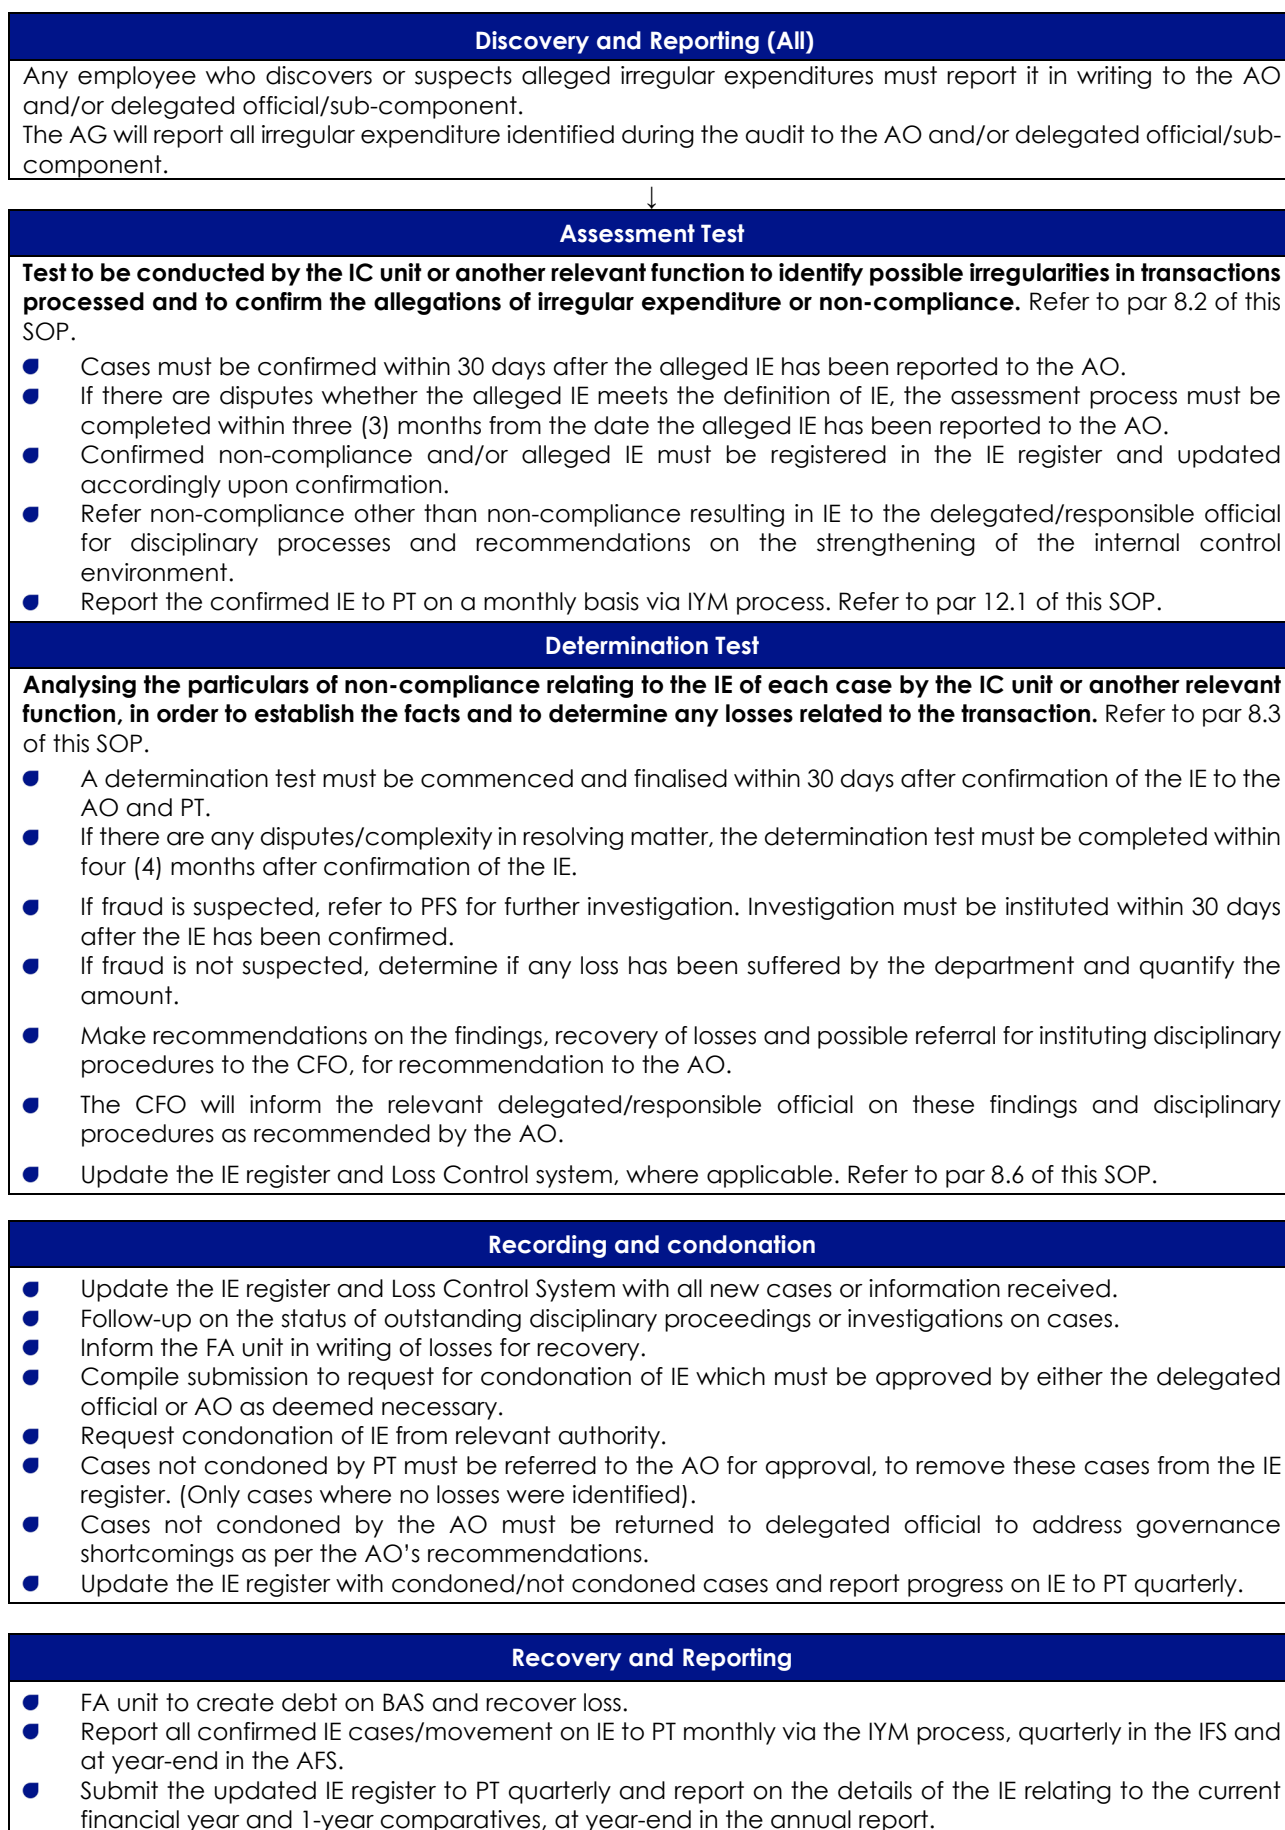 Discovery and Reporting (All)
Any employee who discovers or suspects alleged irregular expenditures must report it in writing to the AO
and/or delegated official/sub-component.
The AG will report all irregular expenditure identified during the audit to the AO and/or delegated official/sub-
component.
↓
Assessment Test
Test to be conducted by the IC unit or another relevant function to identify possible irregularities in transactions
processed and to confirm the allegations of irregular expenditure or non-compliance. Refer to par 8.2 of this
SOP.
Cases must be confirmed within 30 days after the alleged IE has been reported to the AO.
If there are disputes whether the alleged IE meets the definition of IE, the assessment process must be
completed within three (3) months from the date the alleged IE has been reported to the AO.
Confirmed non-compliance and/or alleged IE must be registered in the IE register and updated
accordingly upon confirmation.
Refer non-compliance other than non-compliance resulting in IE to the delegated/responsible official
for disciplinary processes and recommendations on the strengthening of the internal control
environment.
Report the confirmed IE to PT on a monthly basis via IYM process. Refer to par 12.1 of this SOP.
Determination Test
Analysing the particulars of non-compliance relating to the IE of each case by the IC unit or another relevant
function, in order to establish the facts and to determine any losses related to the transaction. Refer to par 8.3
of this SOP.
A determination test must be commenced and finalised within 30 days after confirmation of the IE to the
AO and PT.
If there are any disputes/complexity in resolving matter, the determination test must be completed within
four (4) months after confirmation of the IE.
If fraud is suspected, refer to PFS for further investigation. Investigation must be instituted within 30 days
after the IE has been confirmed.
If fraud is not suspected, determine if any loss has been suffered by the department and quantify the
amount.
Make recommendations on the findings, recovery of losses and possible referral for instituting disciplinary
procedures to the CFO, for recommendation to the AO.
The CFO will inform the relevant delegated/responsible official on these findings and disciplinary
procedures as recommended by the AO.
Update the IE register and Loss Control system, where applicable. Refer to par 8.6 of this SOP.
Recording and condonation
Update the IE register and Loss Control System with all new cases or information received.
Follow-up on the status of outstanding disciplinary proceedings or investigations on cases.
Inform the FA unit in writing of losses for recovery.
Compile submission to request for condonation of IE which must be approved by either the delegated
official or AO as deemed necessary.
Request condonation of IE from relevant authority.
Cases not condoned by PT must be referred to the AO for approval, to remove these cases from the IE
register. (Only cases where no losses were identified).
Cases not condoned by the AO must be returned to delegated official to address governance
shortcomings as per the AO's recommendations.
Update the IE register with condoned/not condoned cases and report progress on IE to PT quarterly.
Recovery and Reporting
FA unit to create debt on BAS and recover loss.
Report all confirmed IE cases/movement on IE to PT monthly via the IYM process, quarterly in the IFS and
at year-end in the AFS.
Submit the updated IE register to PT quarterly and report on the details of the IE relating to the current
financial year and 1-year comparatives, at year-end in the annual report.